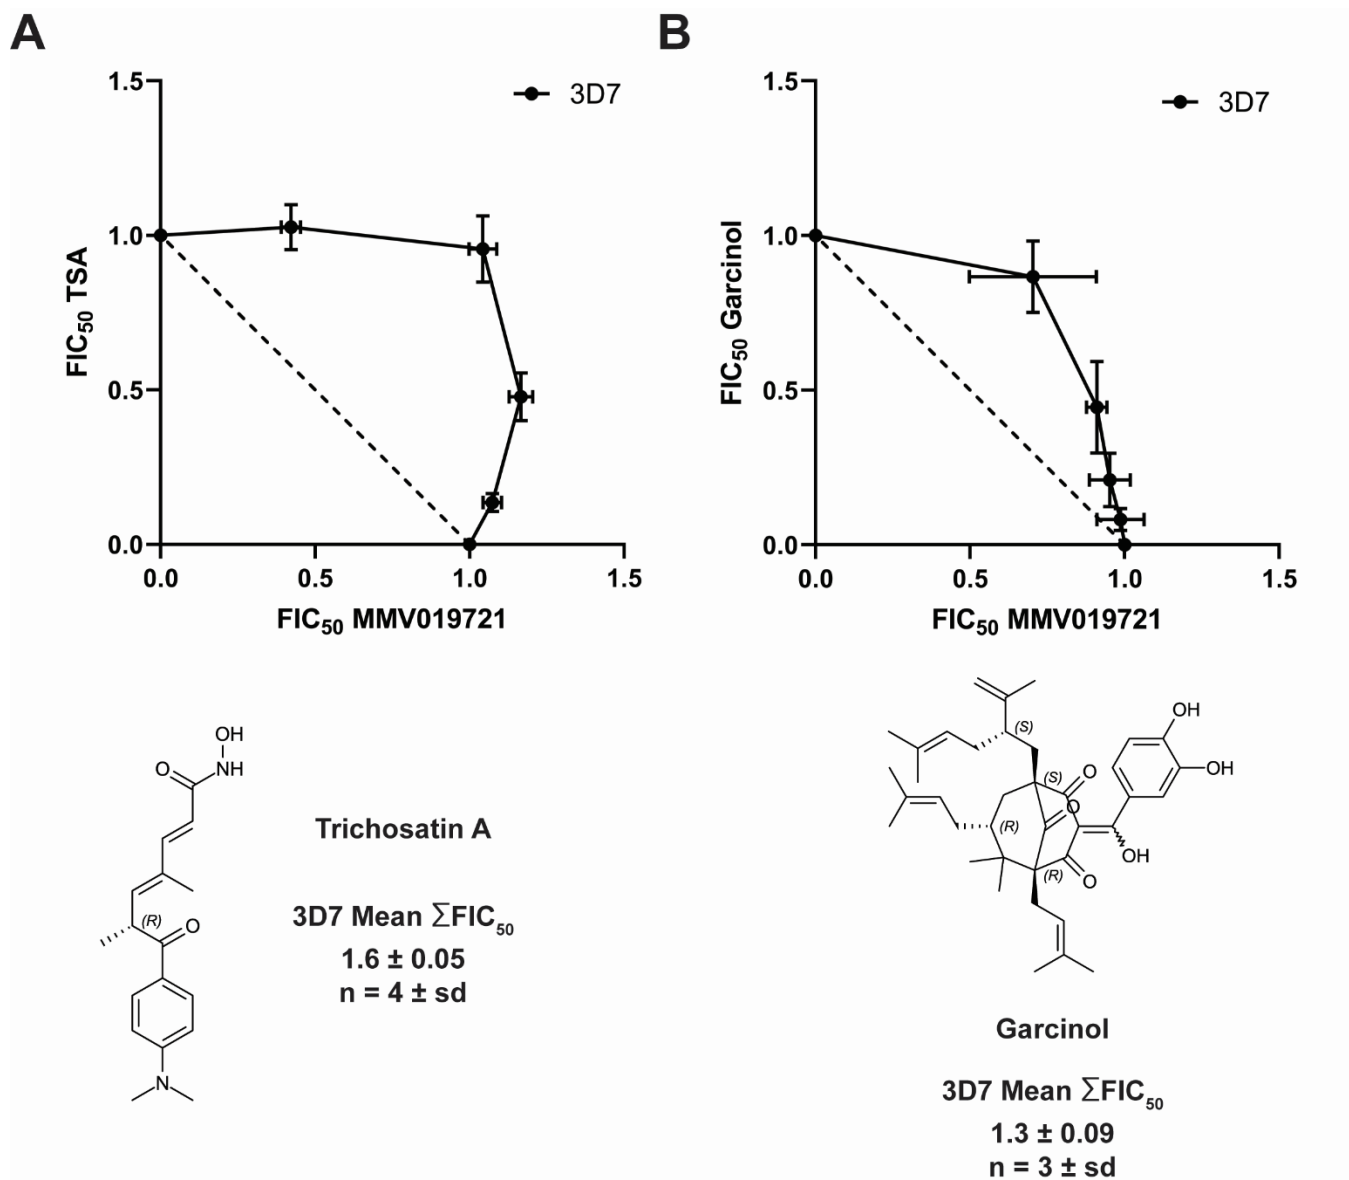 A
B
1.5
1.0
0.5
0.0
FIC50 TSA
3D7
0.0
0.5
1.0
1.5
FIC50 MMV019721
1.5
1.0
0.5
0.0
FIC50 Garcinol
3D7
0.0
0.5
1.0
1.5
FIC50 MMV019721
OH
NH
O
(R)
O
N
Trichosatin A
3D7 Mean ΣFIC50
1.6 ± 0.05
n = 4 ± sd
(S)
(S)
(R)
(R)
O
O
O
OH
OH
OH
Garcinol
3D7 Mean ΣFIC50
1.3 ± 0.09
n = 3 ± sd